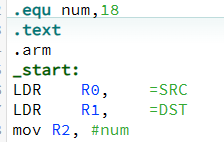 .equ num,18
.text
.arm
_start:
LDR R0, =SRC
LDR R1, =DST
mov R2, #num